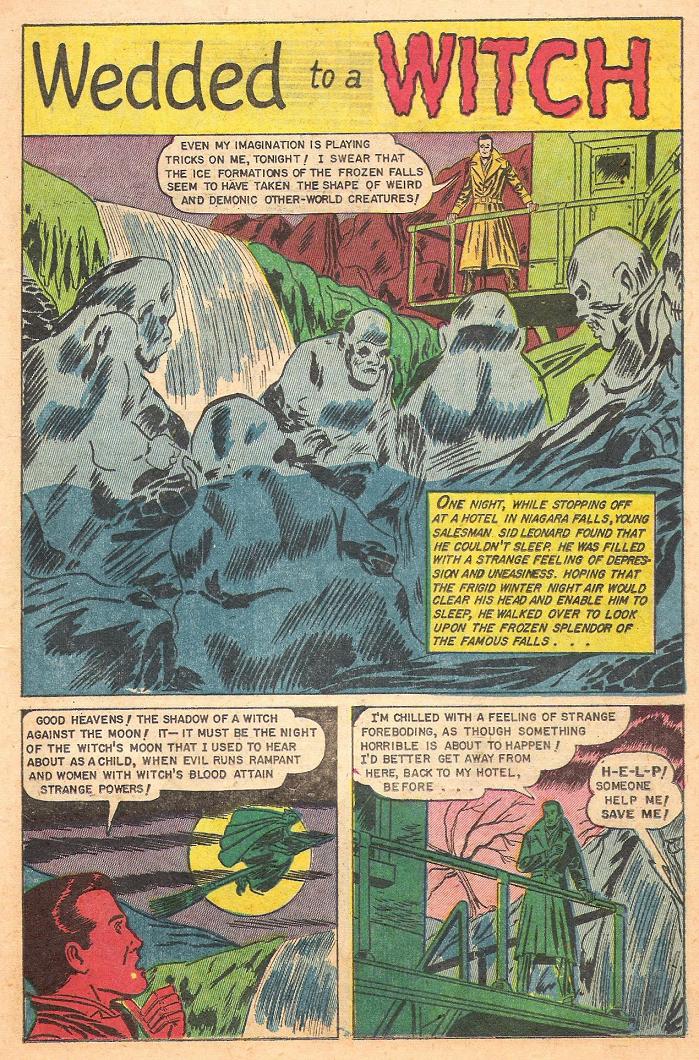 Wedded to a WITCH
EVEN MY IMAGINATION IS PLAYING
TRICKS ON ME, TONIGHT! I SWEAR THAT
THE ICE FORMATIONS OF THE FROZEN FALLS
SEEM TO HAVE TAKEN THE SHAPE OF WEIRD
AND DEMONIC OTHER-WORLD CREATURES!
ONE NIGHT, WHILE STOPPING OFF
AT A HOTEL IN NIAGARA FALLS, YOUNG
SALESMAN SID LEONARD FOUND THAT
HE COULDN'T SLEEP. HE WAS FILLED
WITH A STRANGE FEELING OF DEPRES-
SION AND UNEASINESS. HOPING THAT
THE FRIGID WINTER NIGHT AIR WOULD
CLEAR HIS HEAD AND ENABLE HIM TO
SLEEP, HE WALKED OVER TO LOOK
UPON THE FROZEN SPLENDOR OF
THE FAMOUS FALLS . . .
GOOD HEAVENS! THE SHADOW OF A WITCH
AGAINST THE MOON! IT— IT MUST BE THE NIGHT
OF THE WITCH'S MOON THAT I USED TO HEAR
ABOUT AS A CHILD, WHEN EVIL RUNS RAMPANT
AND WOMEN WITH WITCH'S BLOOD ATTAIN
STRANGE POWERS!
I'M CHILLED WITH A FEELING OF STRANGE
FOREBODING, AS THOUGH SOMETHING
HORRIBLE IS ABOUT TO HAPPEN!
I'D BETTER GET AWAY FROM
HERE, BACK TO MY HOTEL,
BEFORE . . . .
H-E-L-P!
SOMEONE
HELP ME!
SAVE ME!